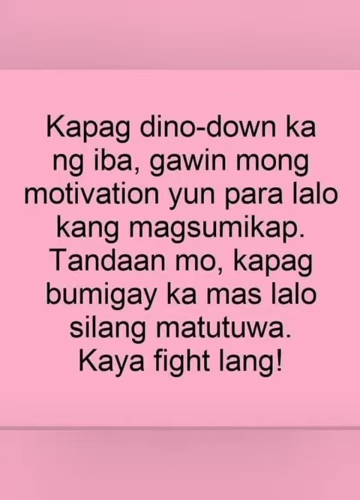 Kapag dino-down ka
ng iba, gawin mong
motivation yun para lalo
kang magsumikap.
Tandaan mo, kapag
bumigay ka mas lalo
silang matutuwa.
Kaya fight lang!